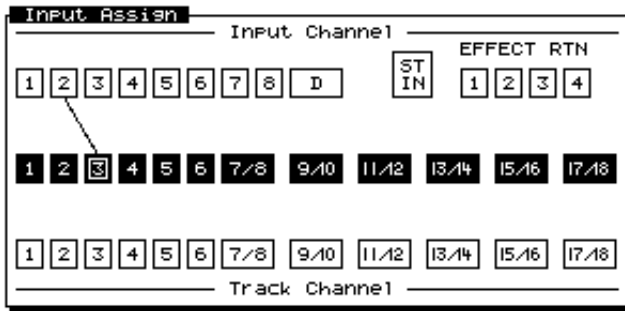 Input Assign
Input Channel
EFFECT RTN
1 2 3 4 5 6 7 8 D ST IN 1 2 3 4
1 2 3 4 5 6 7/8 9/10 11/12 13/14 15/16 17/18
1 2 3 4 5 6 7/8 9/10 11/12 13/14 15/16 17/18
Track Channel